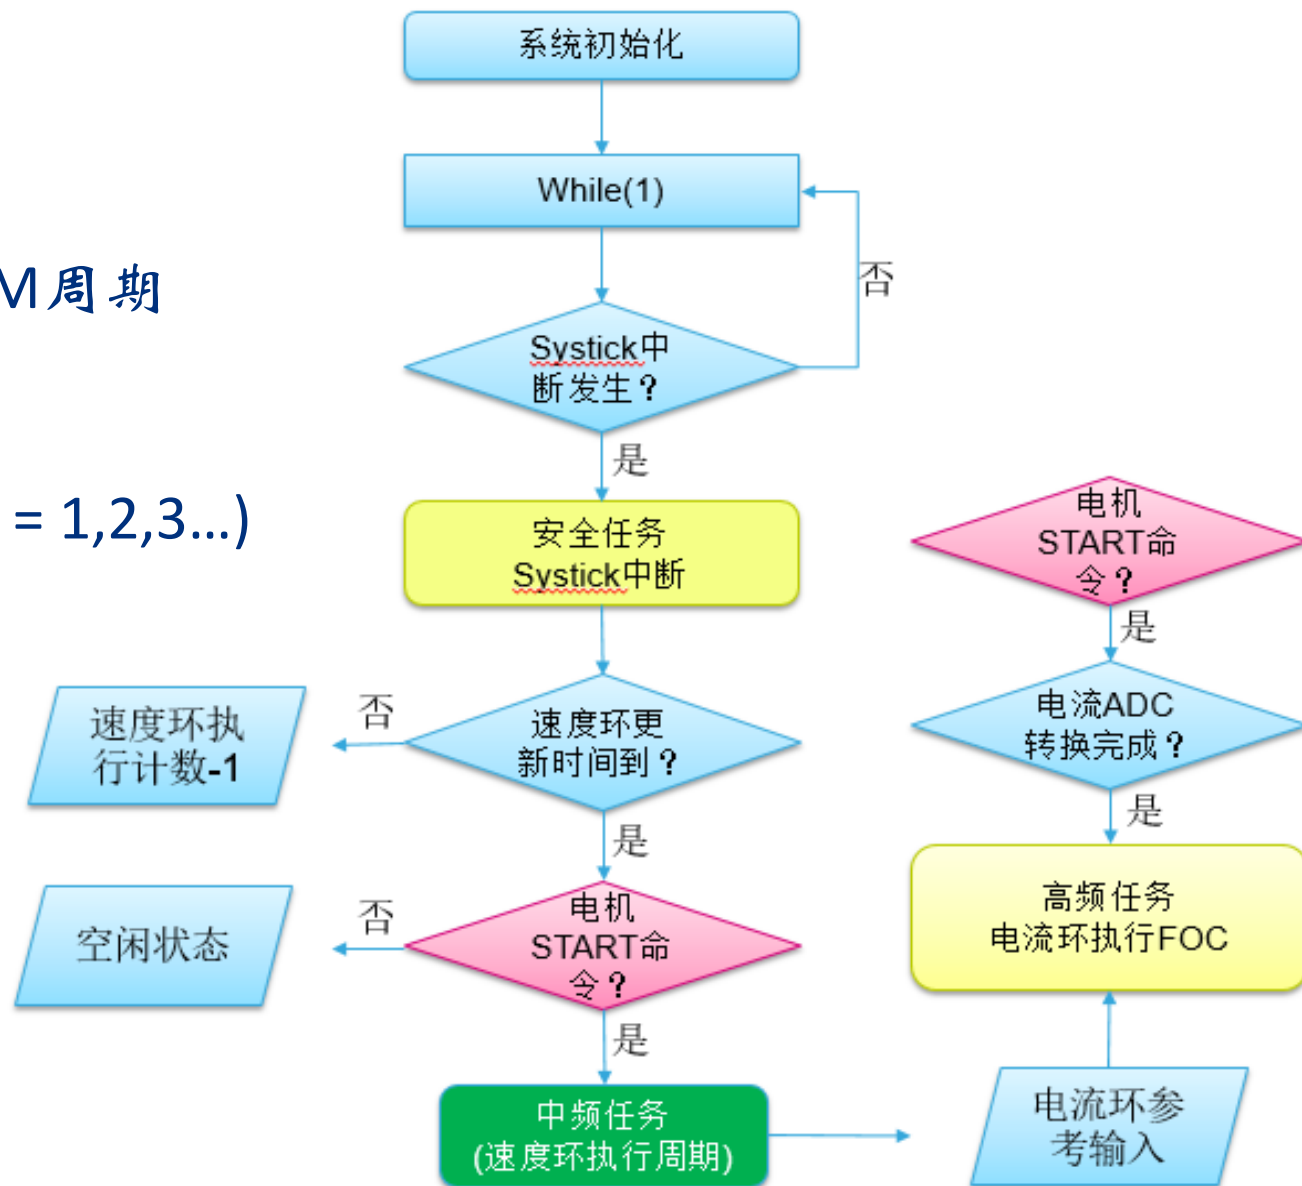 系统初始化
While(1)
M周期
否
Systick中
断发生？
是
= 1,2,3…)
安全任务
Systick中断
电机
START命
令？
是
速度环执
行计数-1
否
速度环更
新时间到？
电流ADC
转换完成？
是
是
空闲状态
否
电机
START命
令？
高频任务
电流环执行FOC
是
中频任务
(速度环执行周期)
电流环参
考输入